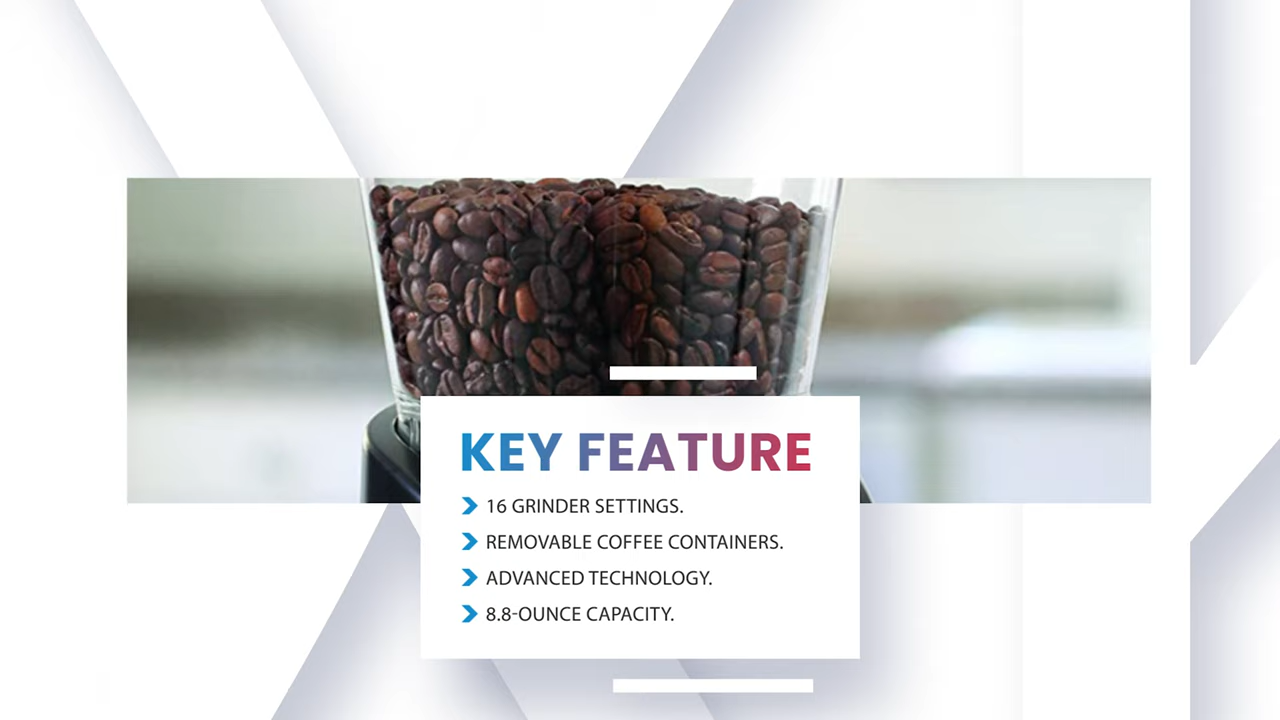 KEY FEATURE
16 GRINDER SETTINGS.
REMOVABLE COFFEE CONTAINERS.
ADVANCED TECHNOLOGY.
8.8-OUNCE CAPACITY.